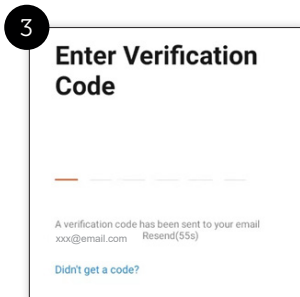 3
Enter Verification
Code
A verification code has been sent to your email
xxx@email.com Resend(55s)
Didn't get a code?